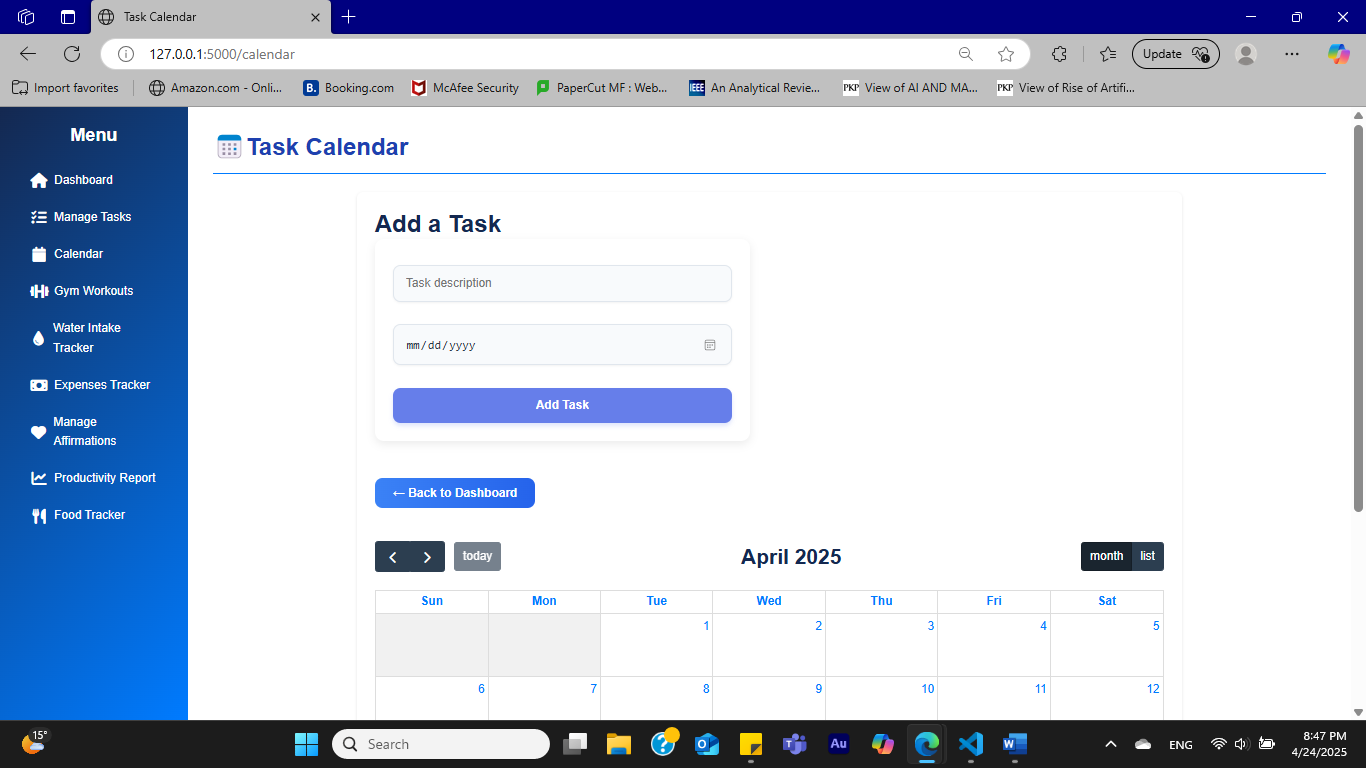 Task Calendar
127.0.0.1:5000/calendar
Update
Import favorites
Amazon.com - Onli...
B. Booking.com
McAfee Security
PaperCut MF : Web...
IEEE An Analytical Revie...
PKP View of AI AND MA...
PKP View of Rise of Artifi...
Menu
Dashboard
Manage Tasks
Calendar
Gym Workouts
Water Intake
Tracker
Expenses Tracker
Manage
Affirmations
Productivity Report
Food Tracker
Task Calendar
Add a Task
Task description
mm/dd/yyyy
Add Task
← Back to Dashboard
today
April 2025
month list
Sun Mon Tue Wed Thu Fri Sat
1 2 3 4 5
6 7 8 9 10 11 12
15°
Search
Au
ENG
8:47 PM
4/24/2025